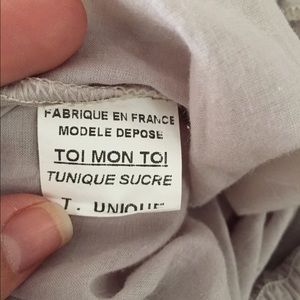 FABRIQUE EN FRANCE
MODELE DEPOSE
TOI MON TOI
TUNIQUE SUCRE
T. UNIQUE